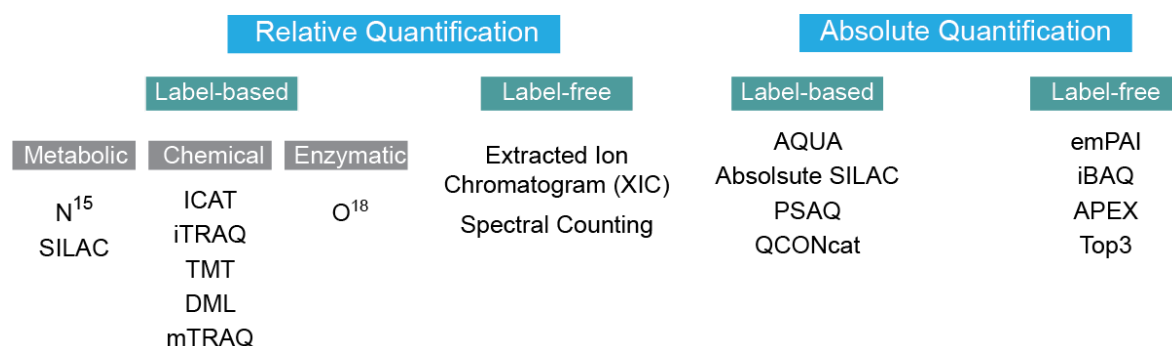 Relative Quantification
Absolute Quantification
Label-based
Label-free
Label-based
Label-free
Metabolic
Chemical
Enzymatic
N15
SILAC
ICAT
iTRAQ
TMT
DML
mTRAQ
O18
Extracted Ion
Chromatogram (XIC)
Spectral Counting
AQUA
Absolsute SILAC
PSAQ
QCONcat
emPAI
iBAQ
APEX
Top3